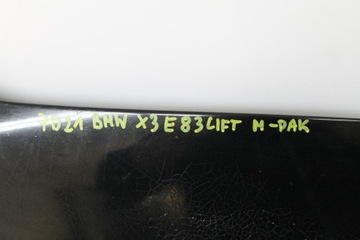 7021 BMW X3 E83 LIFT M-PAK